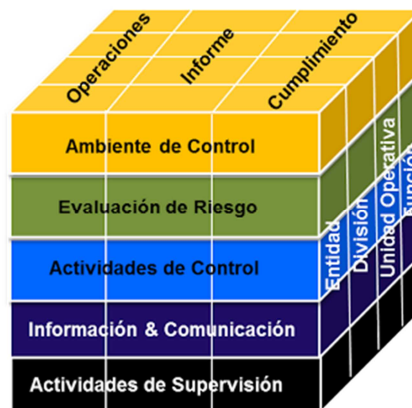 Operaciones
Informe
Cumplimiento
Ambiente de Control
Evaluación de Riesgo
Actividades de Control
Información & Comunicación
Actividades de Supervisión
Entidad
División
Unidad Operativa
Función